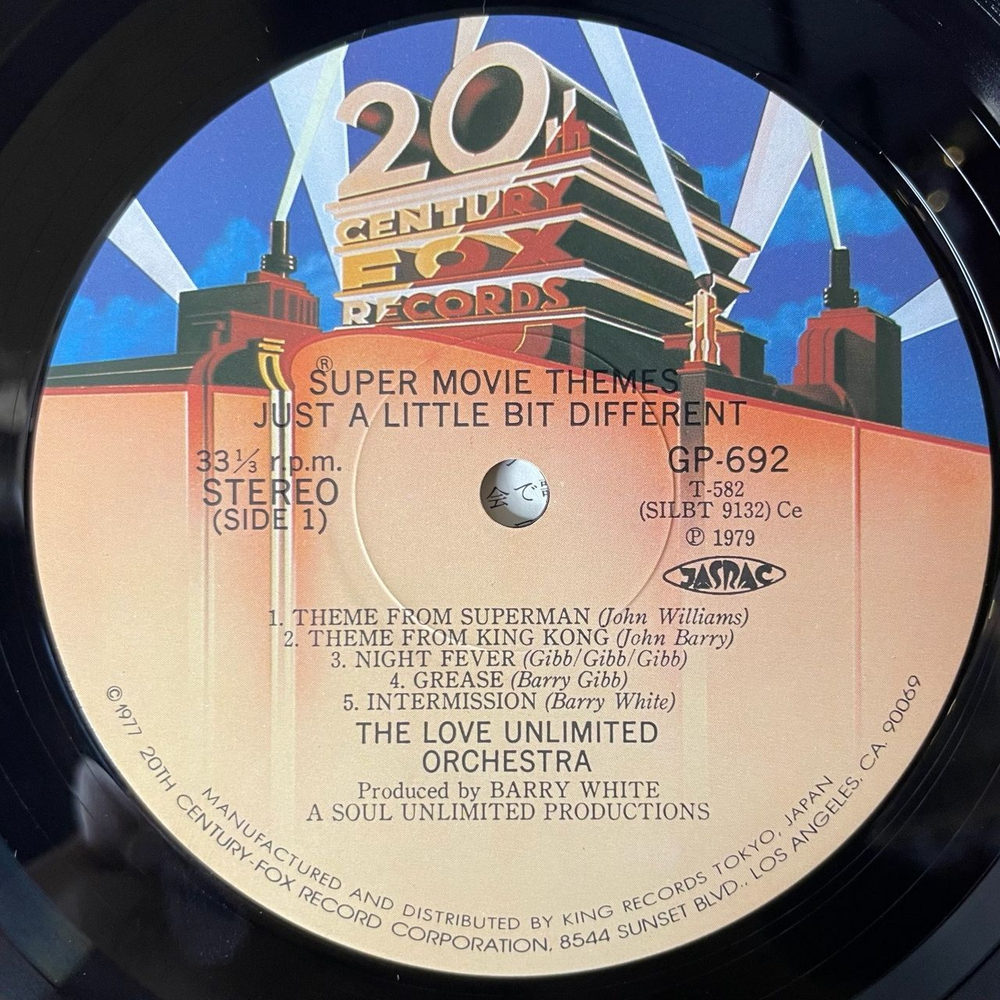 20th
CENTURY
FOX
RECORDS
®
SUPER MOVIE THEMES
JUST A LITTLE BIT DIFFERENT
33⅓ r.p.m.
STEREO
(SIDE 1)
GP-692
T-582
(SILBT 9132) Ce
Ⓟ 1979
JASRAC
1. THEME FROM SUPERMAN (John Williams)
2. THEME FROM KING KONG (John Barry)
3. NIGHT FEVER (Gibb/Gibb/Gibb)
4. GREASE (Barry Gibb)
5. INTERMISSION (Barry White)
THE LOVE UNLIMITED
ORCHESTRA
Produced by BARRY WHITE
A SOUL UNLIMITED PRODUCTIONS
MANUFACTURED AND DISTRIBUTED BY KING RECORDS TOKYO, JAPAN
©1977 20TH CENTURY-FOX RECORD CORPORATION, 8544 SUNSET BLVD., LOS ANGELES, CA. 90069